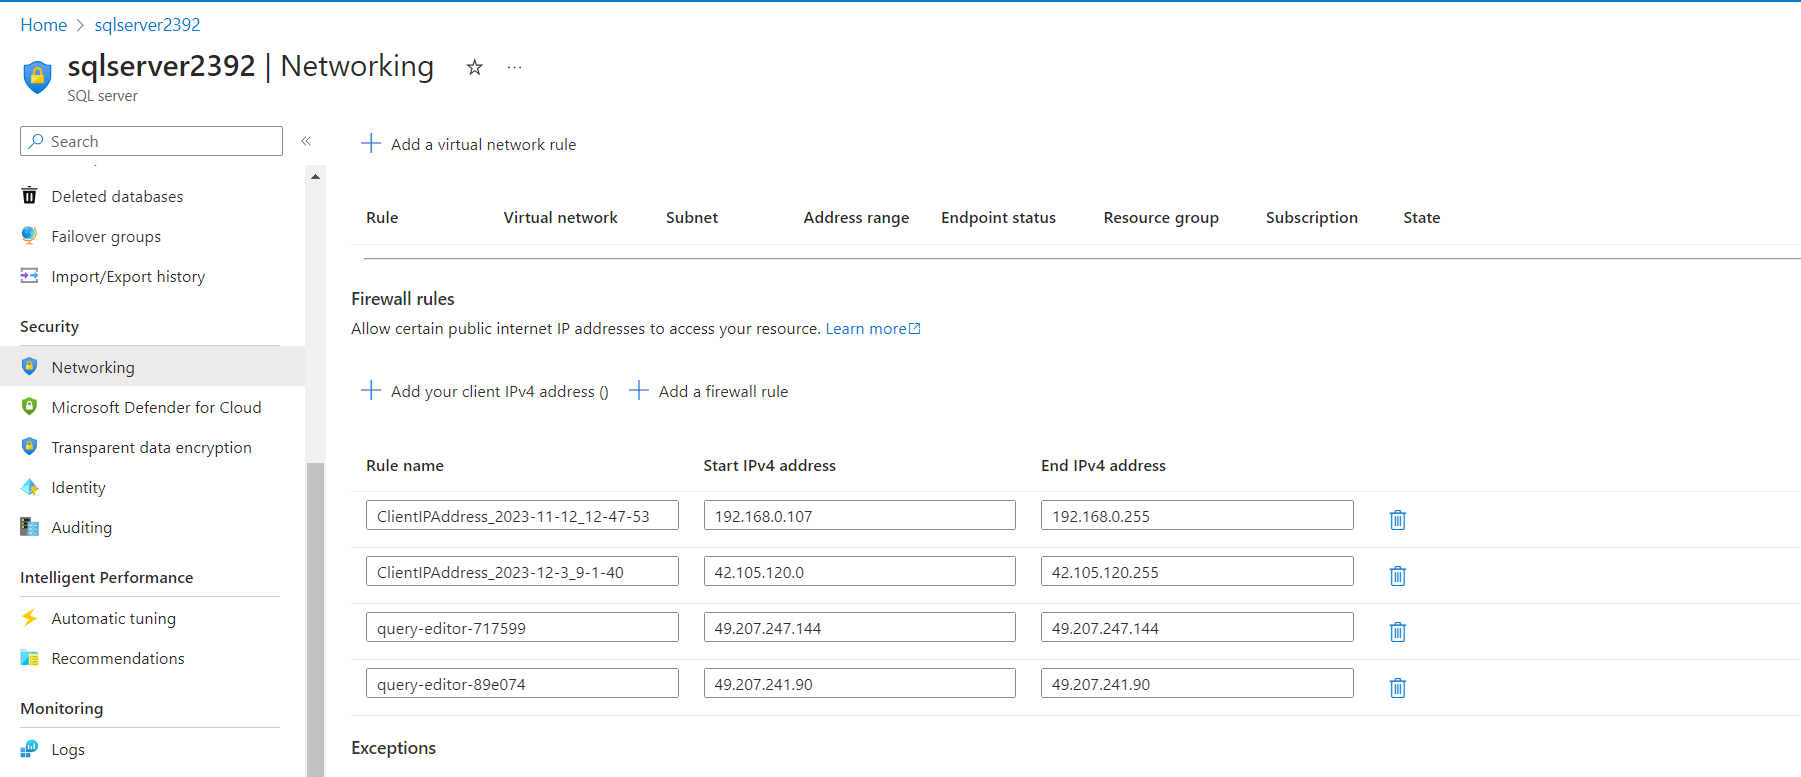 Home > sqlserver2392
sqlserver2392 | Networking ...
SQL server
Search «
Deleted databases
Failover groups
Import/Export history
Security
Networking
Microsoft Defender for Cloud
Transparent data encryption
Identity
Auditing
Intelligent Performance
Automatic tuning
Recommendations
Monitoring
Logs
+ Add a virtual network rule
Rule Virtual network Subnet Address range Endpoint status Resource group Subscription State
Firewall rules
Allow certain public internet IP addresses to access your resource. Learn more
+ Add your client IPv4 address () + Add a firewall rule
Rule name Start IPv4 address End IPv4 address
ClientIPAddress_2023-11-12_12-47-53 192.168.0.107 192.168.0.255
ClientIPAddress_2023-12-3_9-1-40 42.105.120.0 42.105.120.255
query-editor-717599 49.207.247.144 49.207.247.144
query-editor-89e074 49.207.241.90 49.207.241.90
Exceptions